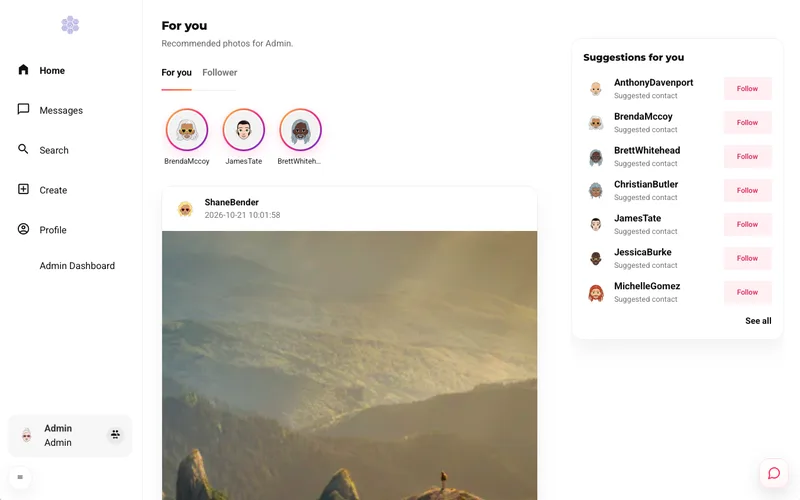 Home
Messages
Search
Create
Profile
Admin Dashboard
Admin
Admin
For you
Recommended photos for Admin.
For you
Follower
BrendaMccoy
JamesTate
BrettWhiteh...
ShaneBender
2026-10-21 10:01:58
Suggestions for you
AnthonyDavenport
Suggested contact
Follow
BrendaMccoy
Suggested contact
Follow
BrettWhitehead
Suggested contact
Follow
ChristianButler
Suggested contact
Follow
JamesTate
Suggested contact
Follow
JessicaBurke
Suggested contact
Follow
MichelleGomez
Suggested contact
Follow
See all